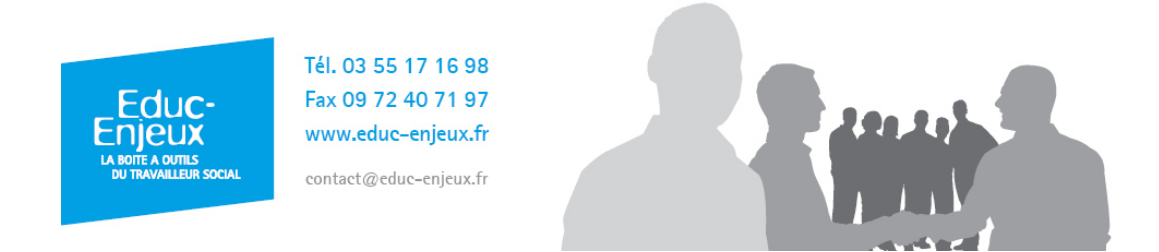 Educ-
Enjeux
LA BOITE A OUTILS
DU TRAVAILLEUR SOCIAL
Tél. 03 55 17 16 98
Fax 09 72 40 71 97
www.educ-enjeux.fr
contact@educ-enjeux.fr